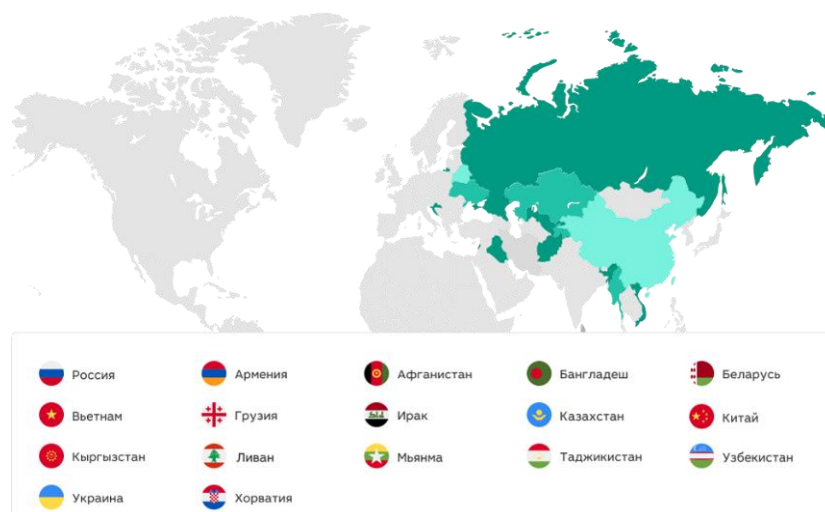 Россия Армения Афганистан Бангладеш Беларусь
Вьетнам Грузия Ирак Казахстан Китай
Кыргызстан Ливан Мьянма Таджикистан Узбекистан
Украина Хорватия